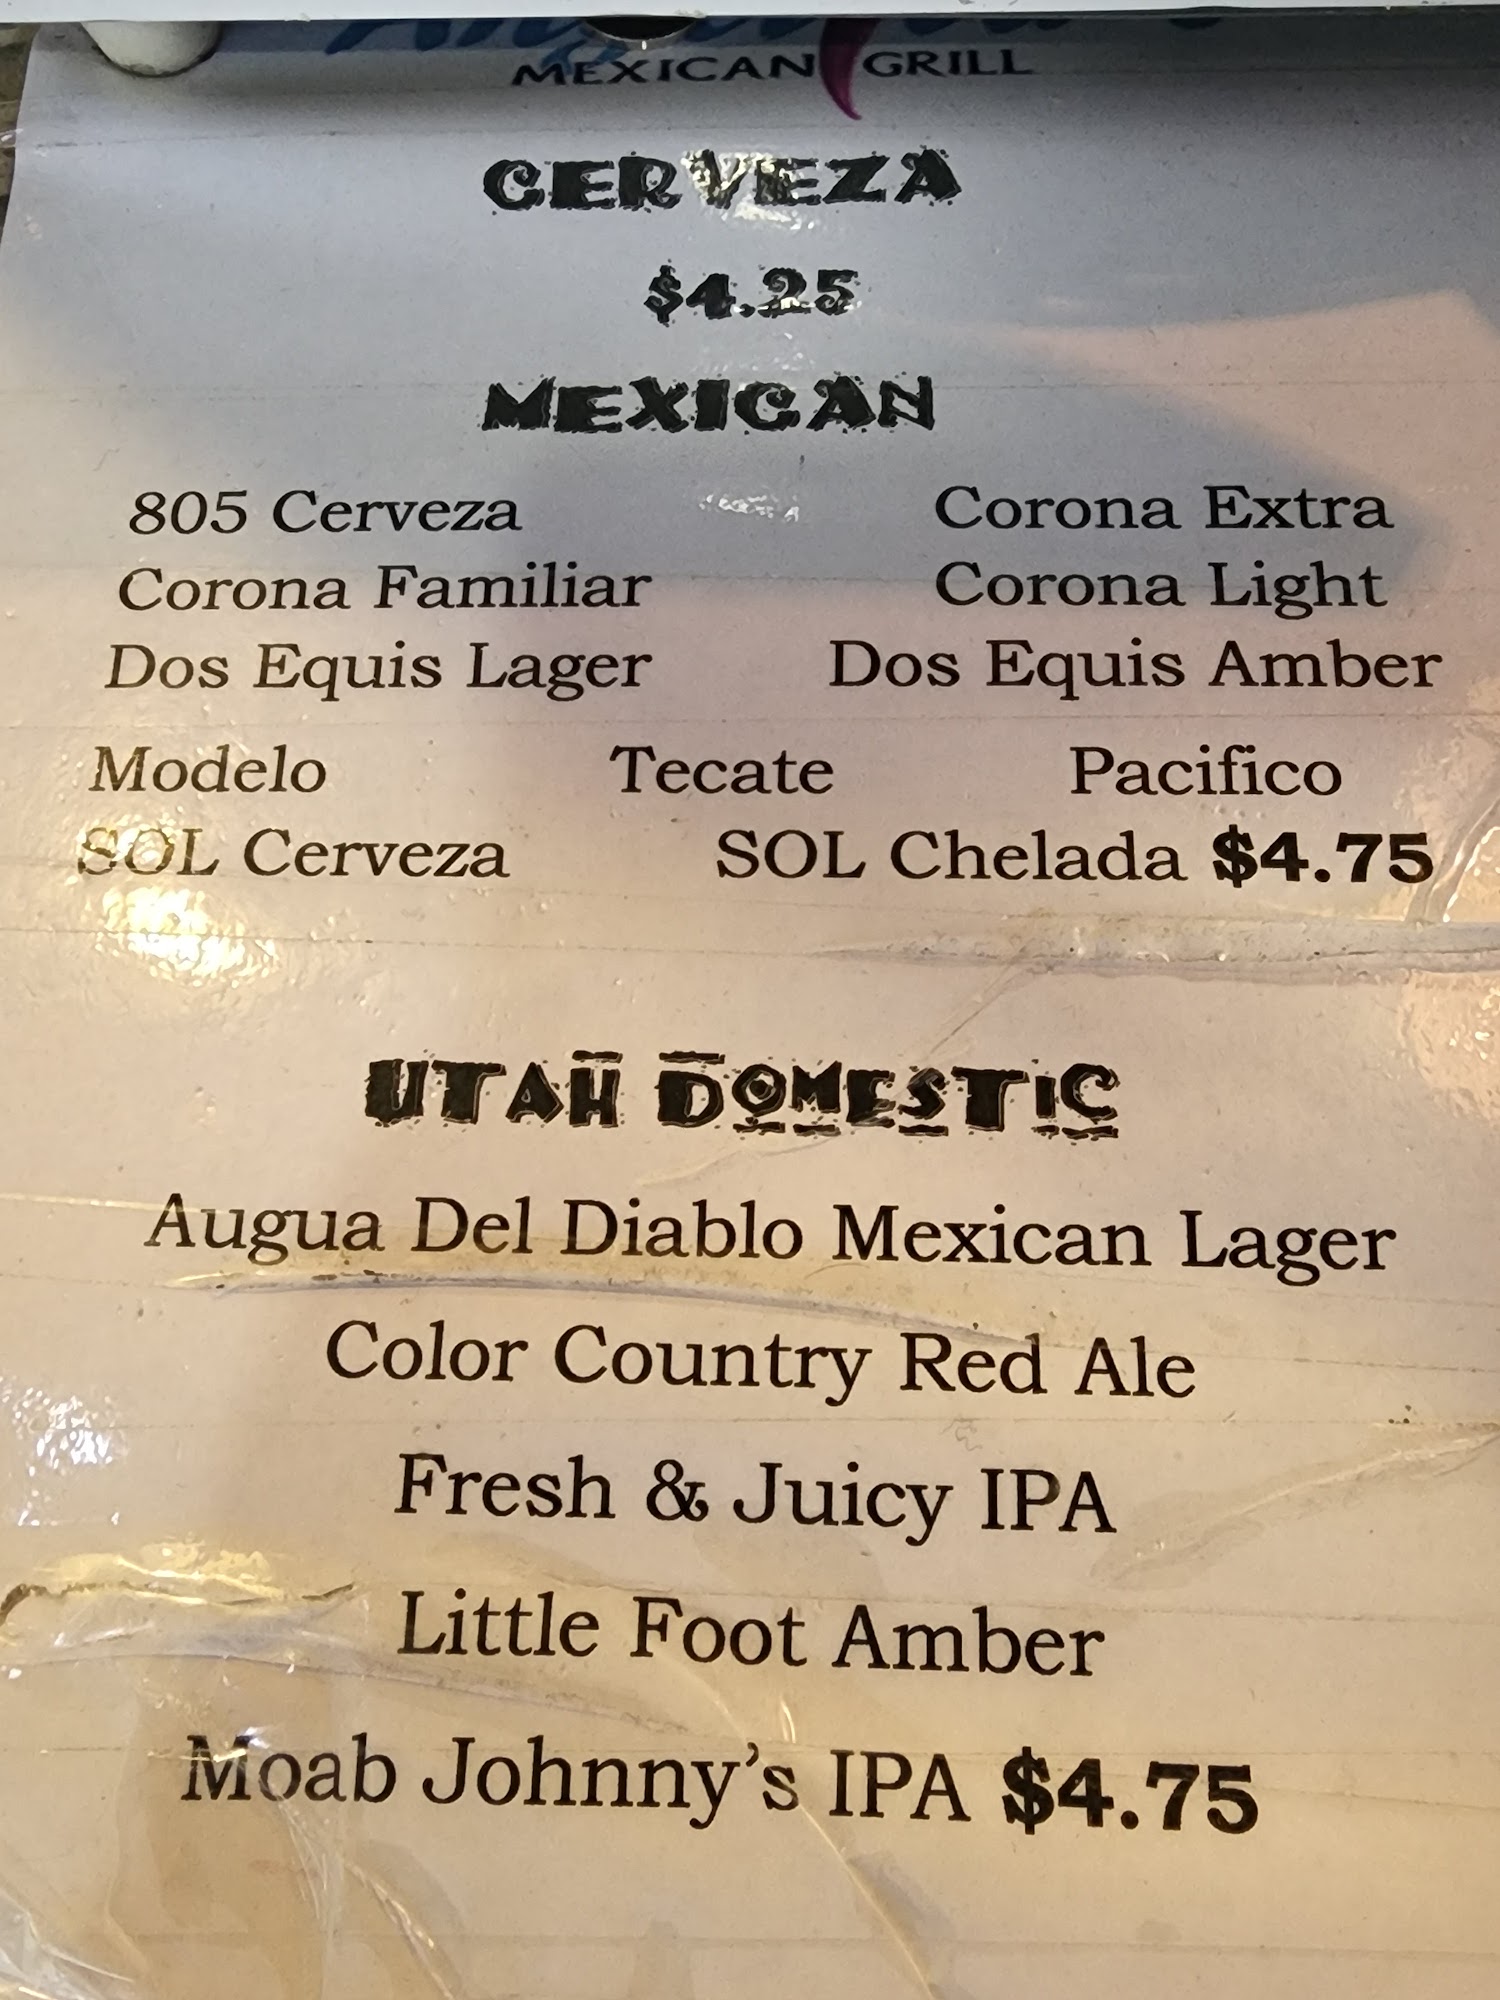 MEXICAN GRILL
CERVEZA
$4.25
MEXICAN
805 Cerveza Corona Extra
Corona Familiar Corona Light
Dos Equis Lager Dos Equis Amber
Modelo Tecate Pacifico
SOL Cerveza SOL Chelada $4.75
UTAH DOMESTIC
Augua Del Diablo Mexican Lager
Color Country Red Ale
Fresh & Juicy IPA
Little Foot Amber
Moab Johnny's IPA $4.75